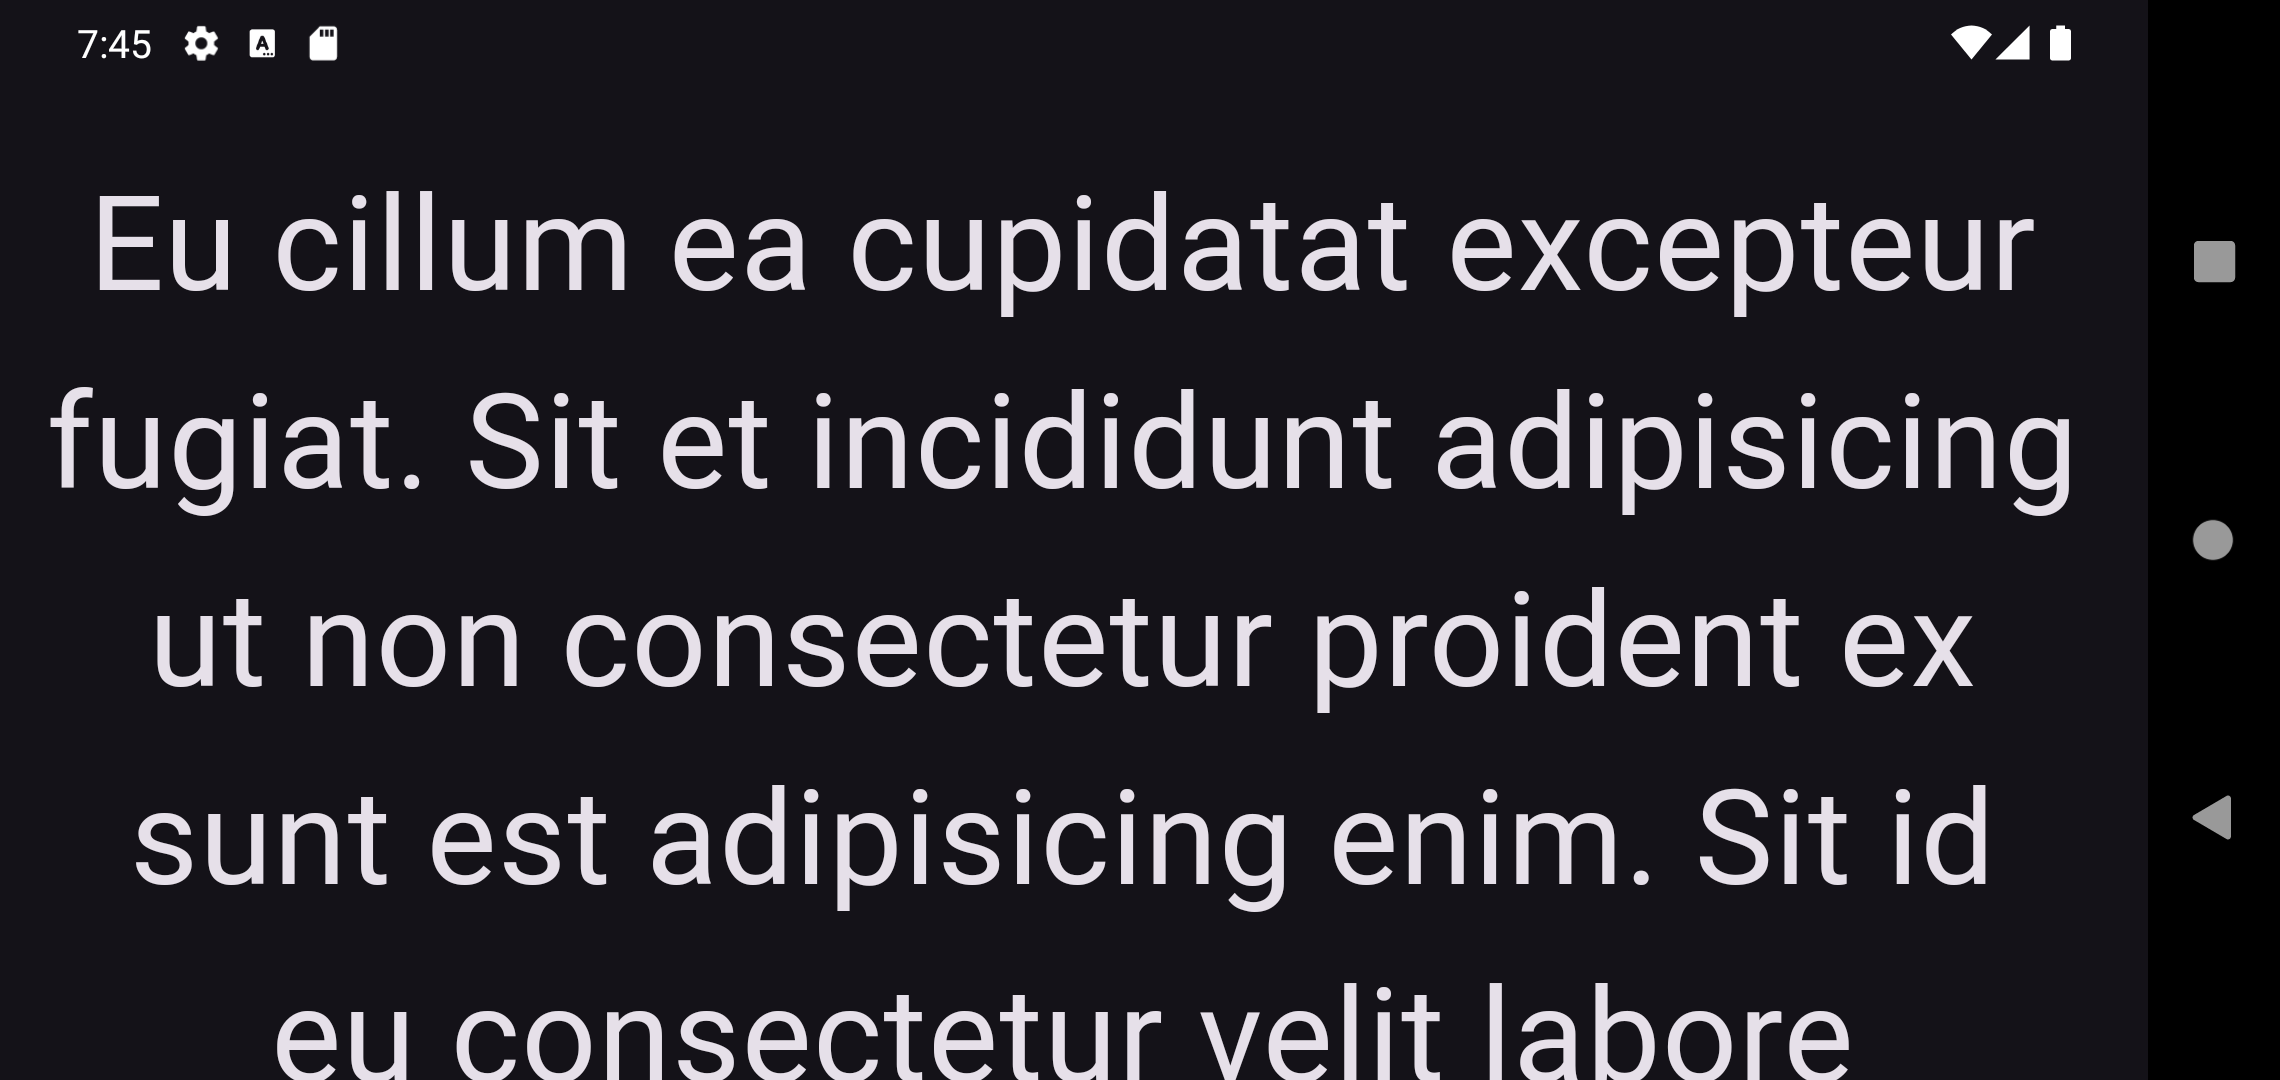 7:45
Eu cillum ea cupidatat excepteur
fugiat. Sit et incididunt adipisicing
ut non consectetur proident ex
sunt est adipisicing enim. Sit id
eu consectetur velit labore